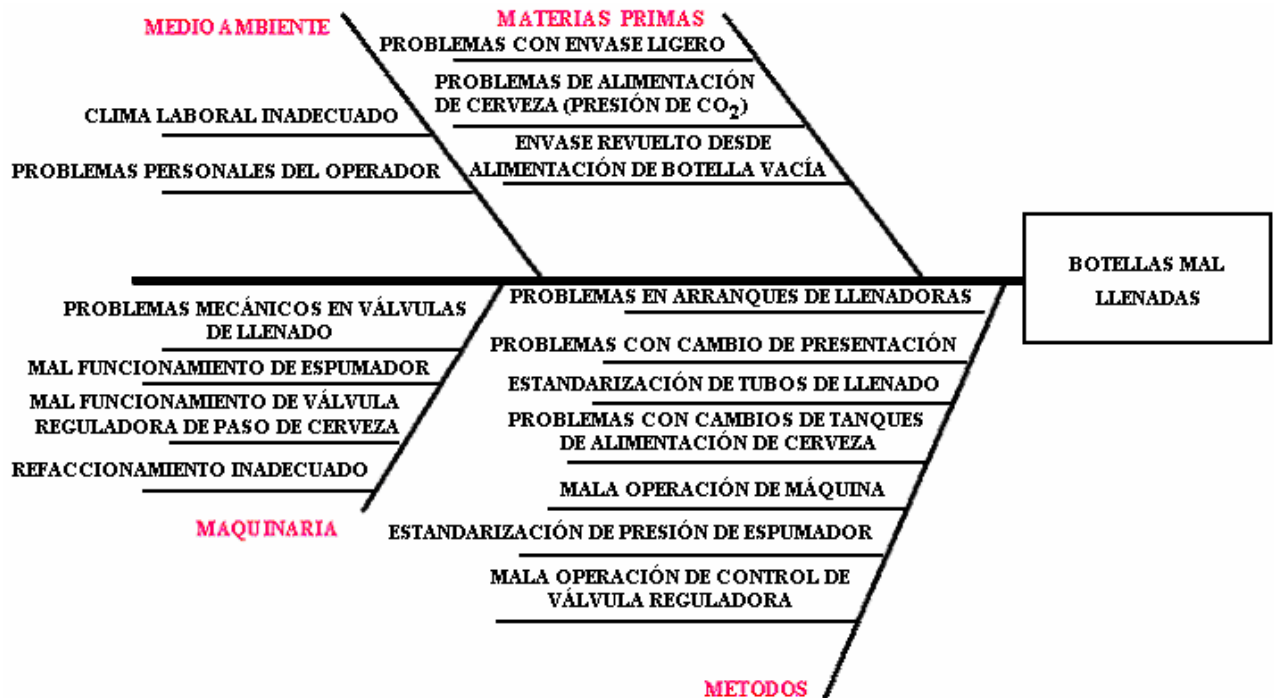 MEDIO AMBIENTE
CLIMA LABORAL INADECUADO
PROBLEMAS PERSONALES DEL OPERADOR
MATERIAS PRIMAS
PROBLEMAS CON ENVASE LIGERO
PROBLEMAS DE ALIMENTACIÓN
DE CERVEZA (PRESIÓN DE CO₂)
ENVASE REVUELTO DESDE
ALIMENTACIÓN DE BOTELLA VACÍA
BOTELLAS MAL
LLENADAS
PROBLEMAS MECÁNICOS EN VÁLVULAS
DE LLENADO
MAL FUNCIONAMIENTO DE ESPUMADOR
MAL FUNCIONAMIENTO DE VÁLVULA
REGULADORA DE PASO DE CERVEZA
REFACCIONAMIENTO INADECUADO
MAQUINARIA
PROBLEMAS EN ARRANQUES DE LLENADORAS
PROBLEMAS CON CAMBIO DE PRESENTACIÓN
ESTANDARIZACIÓN DE TUBOS DE LLENADO
PROBLEMAS CON CAMBIOS DE TANQUES
DE ALIMENTACIÓN DE CERVEZA
MALA OPERACIÓN DE MÁQUINA
ESTANDARIZACIÓN DE PRESIÓN DE ESPUMADOR
MALA OPERACIÓN DE CONTROL DE
VÁLVULA REGULADORA
METODOS